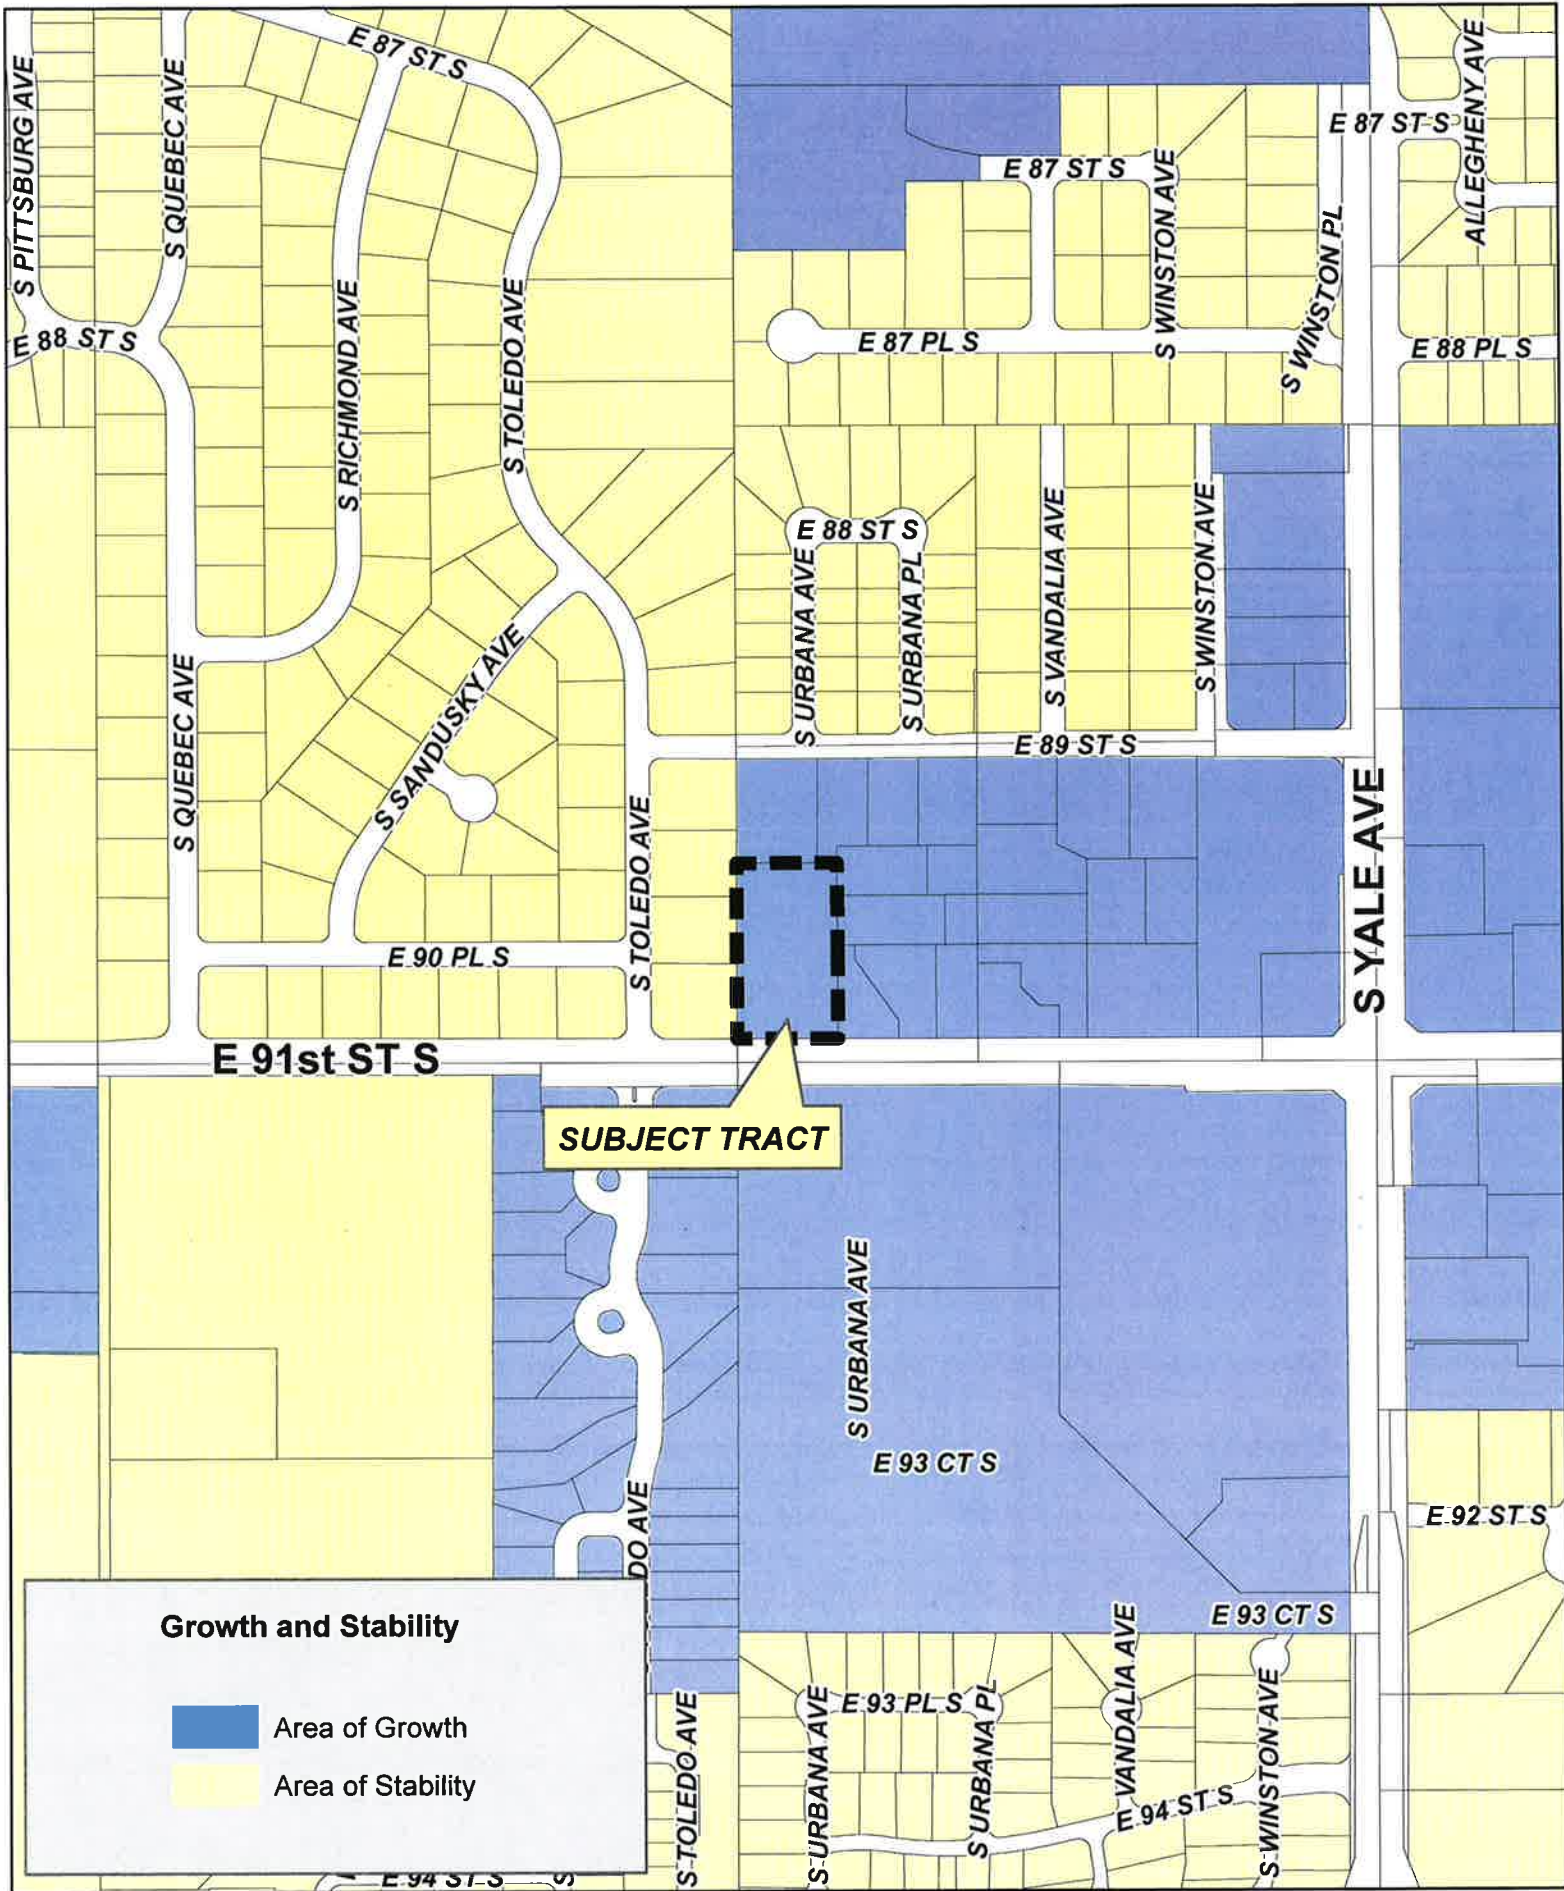 E 87 ST S
S PITTSBURG AVE
S QUEBEC AVE
ALLEGHENY AVE
E 87 ST S
E 87 ST S
S WINSTON AVE
S WINSTON PL
E 88 ST S
S RICHMOND AVE
S TOLEDO AVE
E 87 PL S
E 88 PL S
E 88 ST S
S URBANA AVE
S URBANA PL
S VANDALIA AVE
S WINSTON AVE
S QUEBEC AVE
S SANDUSKY AVE
E 89 ST S
S TOLEDO AVE
S YALE AVE
E 90 PL S
E 91st ST S
SUBJECT TRACT
S URBANA AVE
E 93 CT S
E 92 ST S
DO AVE
E 93 CT S
Growth and Stability
Area of Growth
Area of Stability
S TOLEDO AVE
S URBANA AVE
E 93 PL S
S URBANA PL
VANDALIA AVE
S WINSTON AVE
E 94 ST S
E 94 ST S
S